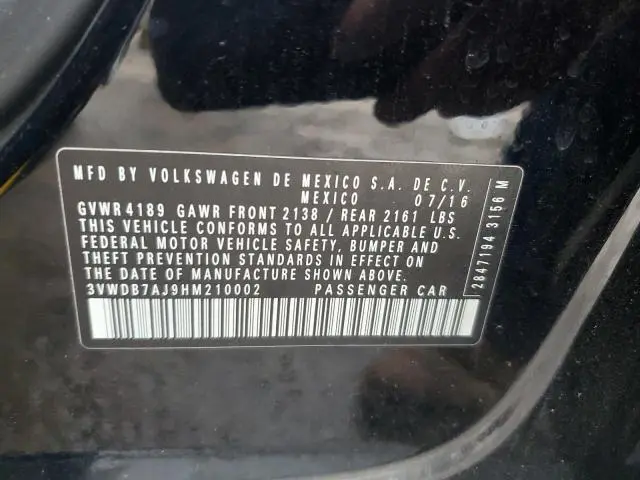 MFD BY VOLKSWAGEN DE MEXICO S.A. DE C.V.
MEXICO 07/16
GVWR 4189 GAWR FRONT 2138 / REAR 2161 LBS
THIS VEHICLE CONFORMS TO ALL APPLICABLE U.S.
FEDERAL MOTOR VEHICLE SAFETY, BUMPER AND
THEFT PREVENTION STANDARDS IN EFFECT ON
THE DATE OF MANUFACTURE SHOWN ABOVE.
3VWDB7AJ9HM210002 PASSENGER CAR
2847194 3156 M